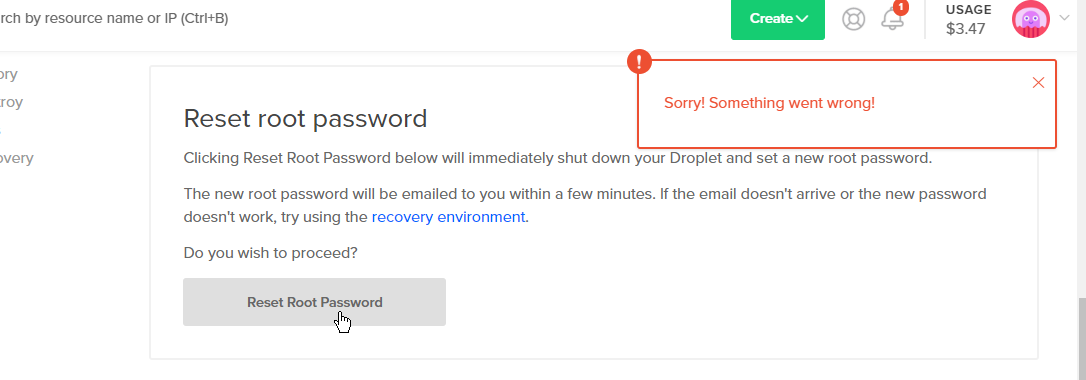 rch by resource name or IP (Ctrl+B)
Create
1
USAGE
$3.47
ory
roy
s
overy
!
Sorry! Something went wrong!
Reset root password
Clicking Reset Root Password below will immediately shut down your Droplet and set a new root password.
The new root password will be emailed to you within a few minutes. If the email doesn't arrive or the new password
doesn't work, try using the recovery environment.
Do you wish to proceed?
Reset Root Password